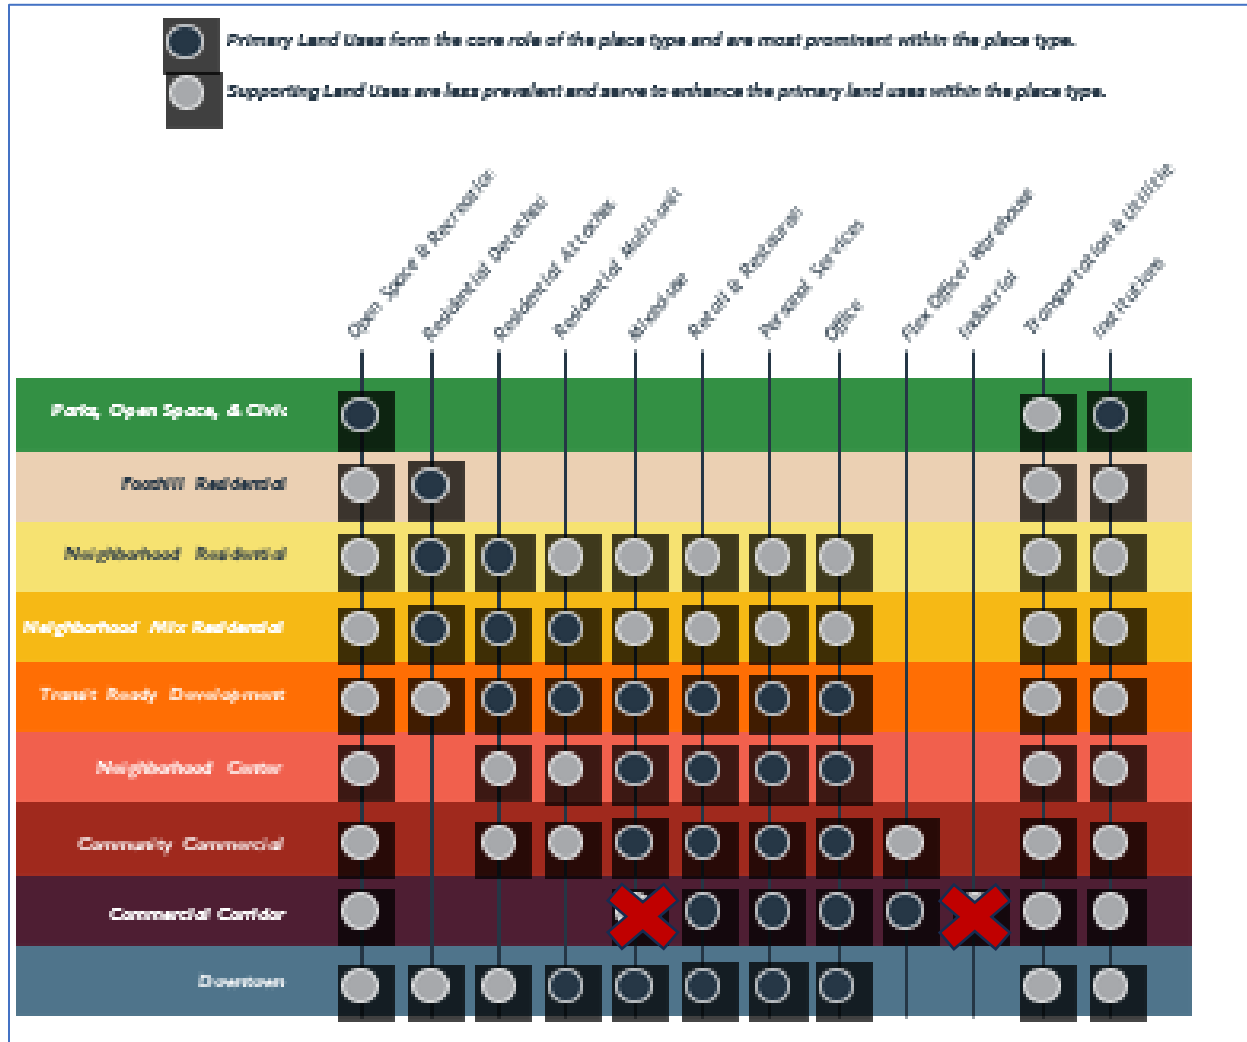 Primary Land Uses form the core role of the place type and are most prominent within the place type.
Supporting Land Uses are less prevalent and serve to enhance the primary land uses within the place type.
Open Space & Recreation
Residential Detached
Residential Attached
Residential Multi-unit
Mixed-use
Retail & Restaurant
Personal Services
Office
Flex Office/ Warehouse
Industrial
Transportation & Utilitie
Institutions
Parks, Open Space, & Civic
Foothill Residential
Neighborhood Residential
Neighborhood Mix Residential
Transit Ready Development
Neighborhood Center
Community Commercial
Commercial Corridor
Downtown